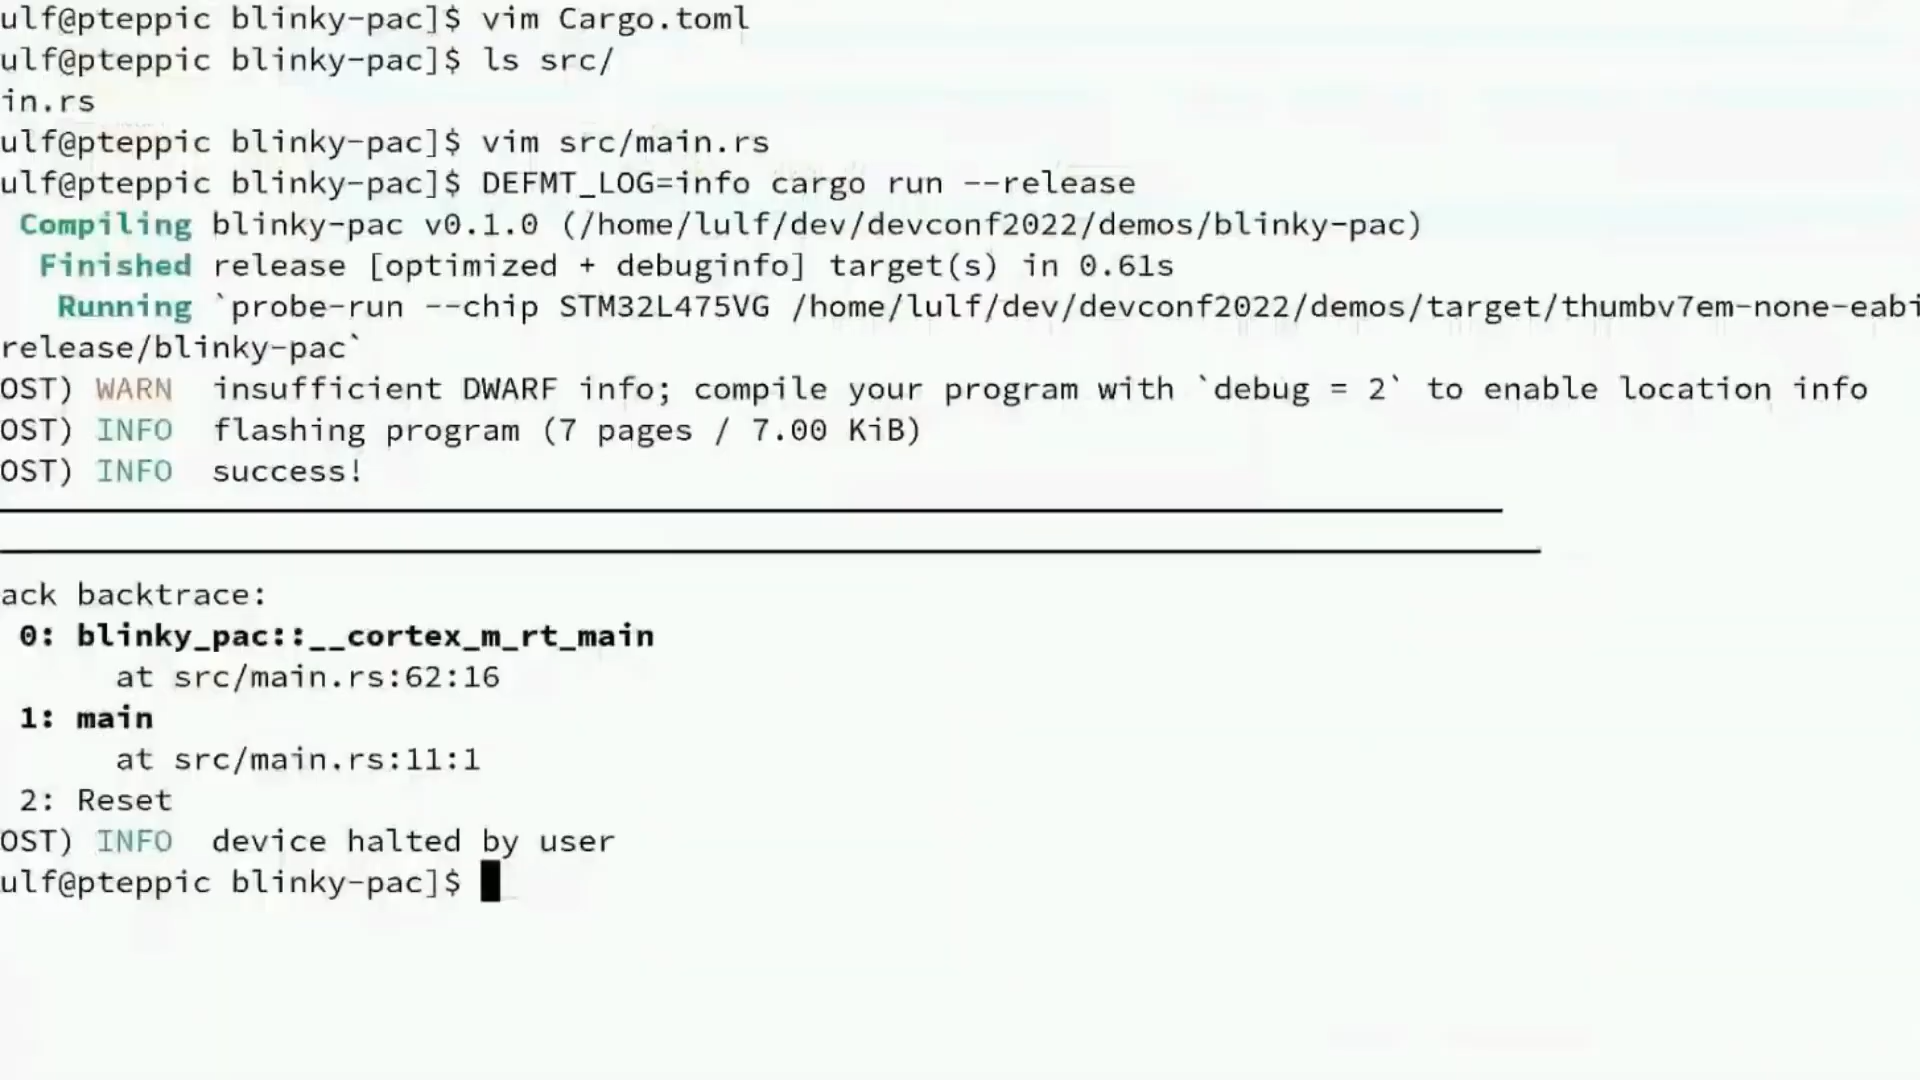 ulf@pteppic blinky-pac]$ vim Cargo.toml
ulf@pteppic blinky-pac]$ ls src/
in.rs
ulf@pteppic blinky-pac]$ vim src/main.rs
ulf@pteppic blinky-pac]$ DEFMT_LOG=info cargo run --release
Compiling blinky-pac v0.1.0 (/home/lulf/dev/devconf2022/demos/blinky-pac)
Finished release [optimized + debuginfo] target(s) in 0.61s
Running `probe-run --chip STM32L475VG /home/lulf/dev/devconf2022/demos/target/thumbv7em-none-eabi
release/blinky-pac`
OST) WARN  insufficient DWARF info; compile your program with `debug = 2` to enable location info
OST) INFO  flashing program (7 pages / 7.00 KiB)
OST) INFO  success!
ack backtrace:
0: blinky_pac::__cortex_m_rt_main
at src/main.rs:62:16
1: main
at src/main.rs:11:1
2: Reset
OST) INFO  device halted by user
ulf@pteppic blinky-pac]$